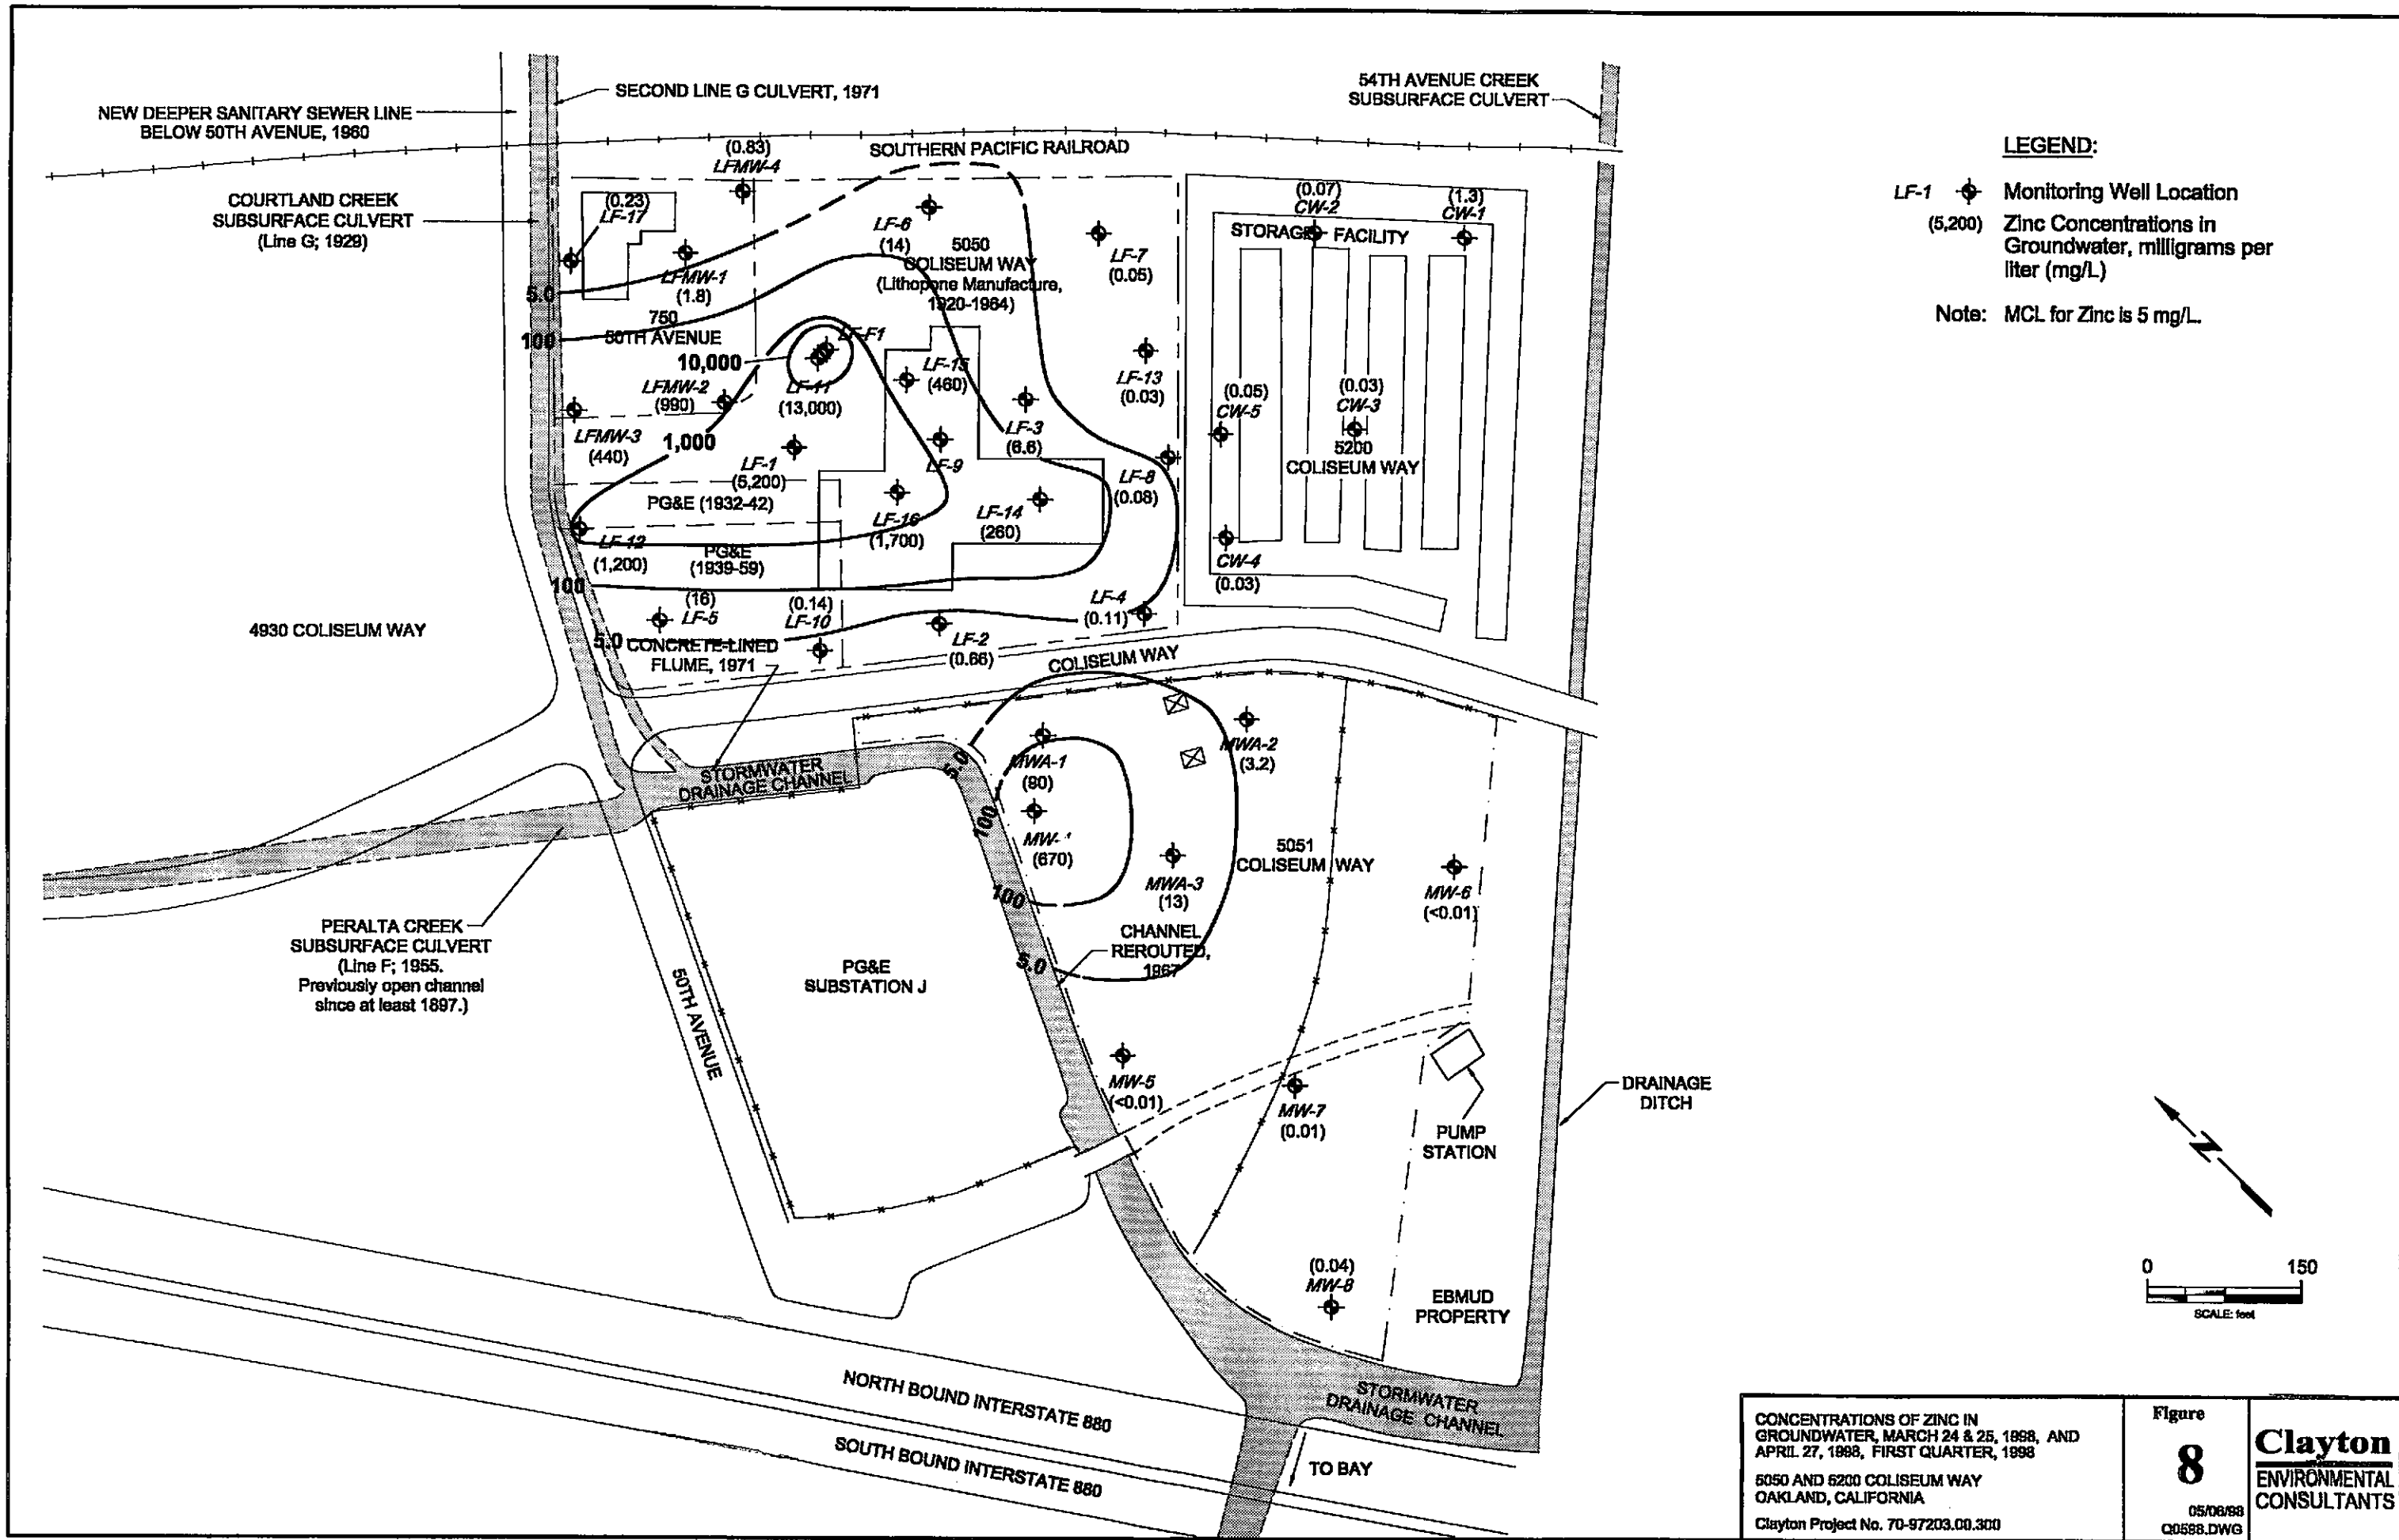 SECOND LINE G CULVERT, 1971
NEW DEEPER SANITARY SEWER LINE
BELOW 50TH AVENUE, 1960
54TH AVENUE CREEK
SUBSURFACE CULVERT
SOUTHERN PACIFIC RAILROAD
COURTLAND CREEK
SUBSURFACE CULVERT
(Line G; 1929)
LEGEND:
LF-1
Monitoring Well Location
(5,200)
Zinc Concentrations in
Groundwater, milligrams per
liter (mg/L)
Note: MCL for Zinc is 5 mg/L.
(0.83)
LFMW-4
(0.23)
LF-17
LFMW-1
(1.8)
LF-6
(14)
5050
COLISEUM WAY
(Lithopone Manufacture,
1920-1964)
LF-7
(0.05)
(0.07)
CW-2
(1.3)
CW-1
STORAGE FACILITY
5.0
100
750
50TH AVENUE
10,000
LF-F1
LF-11
(13,000)
LF-15
(460)
LF-13
(0.03)
LFMW-2
(990)
LFMW-3
(440)
1,000
LF-1
(5,200)
LF-9
LF-3
(6.6)
LF-8
(0.08)
(0.05)
CW-5
(0.03)
CW-3
5200
COLISEUM WAY
PG&E (1932-42)
LF-16
(1,700)
LF-14
(260)
LF-12
(1,200)
PG&E
(1939-59)
CW-4
(0.03)
100
(16)
LF-5
(0.14)
LF-10
LF-4
(0.11)
LF-2
(0.66)
5.0
CONCRETE-LINED
FLUME, 1971
4930 COLISEUM WAY
COLISEUM WAY
STORMWATER
DRAINAGE CHANNEL
5.0
MWA-1
(80)
MWA-2
(3.2)
100
MW-1
(670)
MWA-3
(13)
100
5051
COLISEUM WAY
MW-6
(<0.01)
CHANNEL
REROUTED,
1967
5.0
PERALTA CREEK
SUBSURFACE CULVERT
(Line F; 1955.
Previously open channel
since at least 1897.)
50TH AVENUE
PG&E
SUBSTATION J
MW-5
(<0.01)
MW-7
(0.01)
PUMP
STATION
DRAINAGE
DITCH
N
0 150
SCALE: feet
(0.04)
MW-8
EBMUD
PROPERTY
NORTH BOUND INTERSTATE 880
SOUTH BOUND INTERSTATE 880
STORMWATER
DRAINAGE CHANNEL
TO BAY
CONCENTRATIONS OF ZINC IN
GROUNDWATER, MARCH 24 & 25, 1998, AND
APRIL 27, 1998, FIRST QUARTER, 1998
5050 AND 5200 COLISEUM WAY
OAKLAND, CALIFORNIA
Clayton Project No. 70-97203.00.300
Figure
8
05/06/98
Q0598.DWG
Clayton
ENVIRONMENTAL
CONSULTANTS